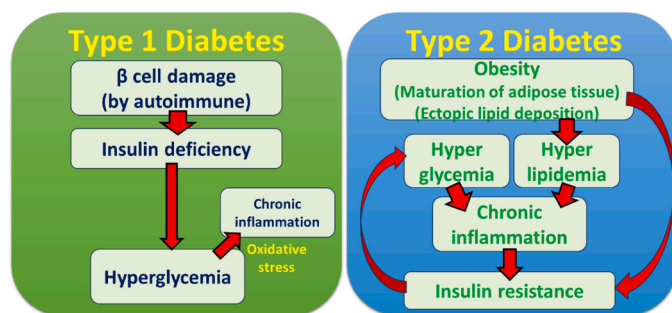 Type 1 Diabetes
β cell damage
(by autoimmune)
Insulin deficiency
Chronic
inflammation
Oxidative
stress
Hyperglycemia
Type 2 Diabetes
Obesity
(Maturation of adipose tissue)
(Ectopic lipid deposition)
Hyper
glycemia
Hyper
lipidemia
Chronic
inflammation
Insulin resistance